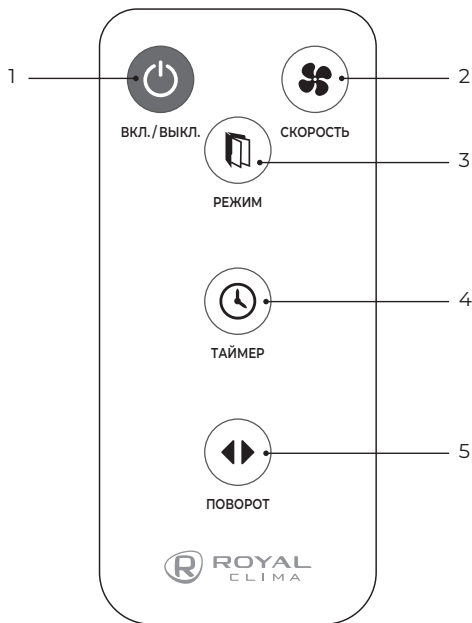 1
2
ВКЛ./ВЫКЛ.
СКОРОСТЬ
3
РЕЖИМ
4
ТАЙМЕР
5
ПОВОРОТ
R ROYAL
CLIMA